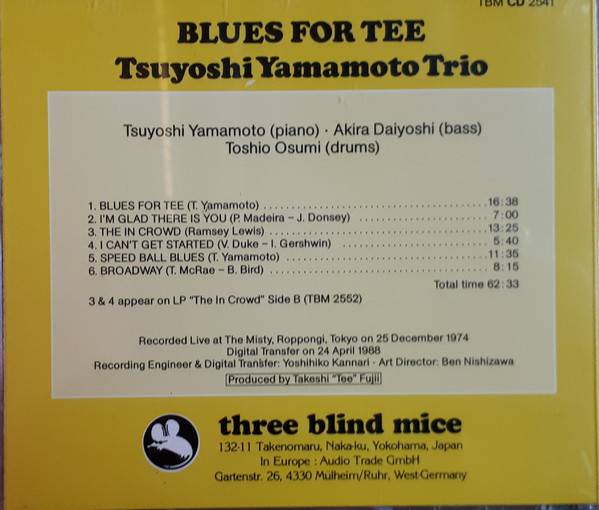 TBM CD 2541
BLUES FOR TEE
Tsuyoshi Yamamoto Trio
Tsuyoshi Yamamoto (piano) · Akira Daiyoshi (bass)
Toshio Osumi (drums)
1. BLUES FOR TEE (T. Yamamoto) 16:38
2. I'M GLAD THERE IS YOU (P. Madeira – J. Donsey) 7:00
3. THE IN CROWD (Ramsey Lewis) 13:25
4. I CAN'T GET STARTED (V. Duke – I. Gershwin) 5:40
5. SPEED BALL BLUES (T. Yamamoto) 11:35
6. BROADWAY (T. McRae – B. Bird) 8:15
Total time 62:33
3 & 4 appear on LP "The In Crowd" Side B (TBM 2552)
Recorded Live at The Misty, Roppongi, Tokyo on 25 December 1974
Digital Transfer on 24 April 1988
Recording Engineer & Digital Transfer: Yoshihiko Kannari · Art Director: Ben Nishizawa
Produced by Takeshi "Tee" Fujii
three blind mice
132-11 Takenomaru, Naka-ku, Yokohama, Japan
In Europe : Audio Trade GmbH
Gartenstr. 26, 4330 Mülheim/Ruhr, West-Germany